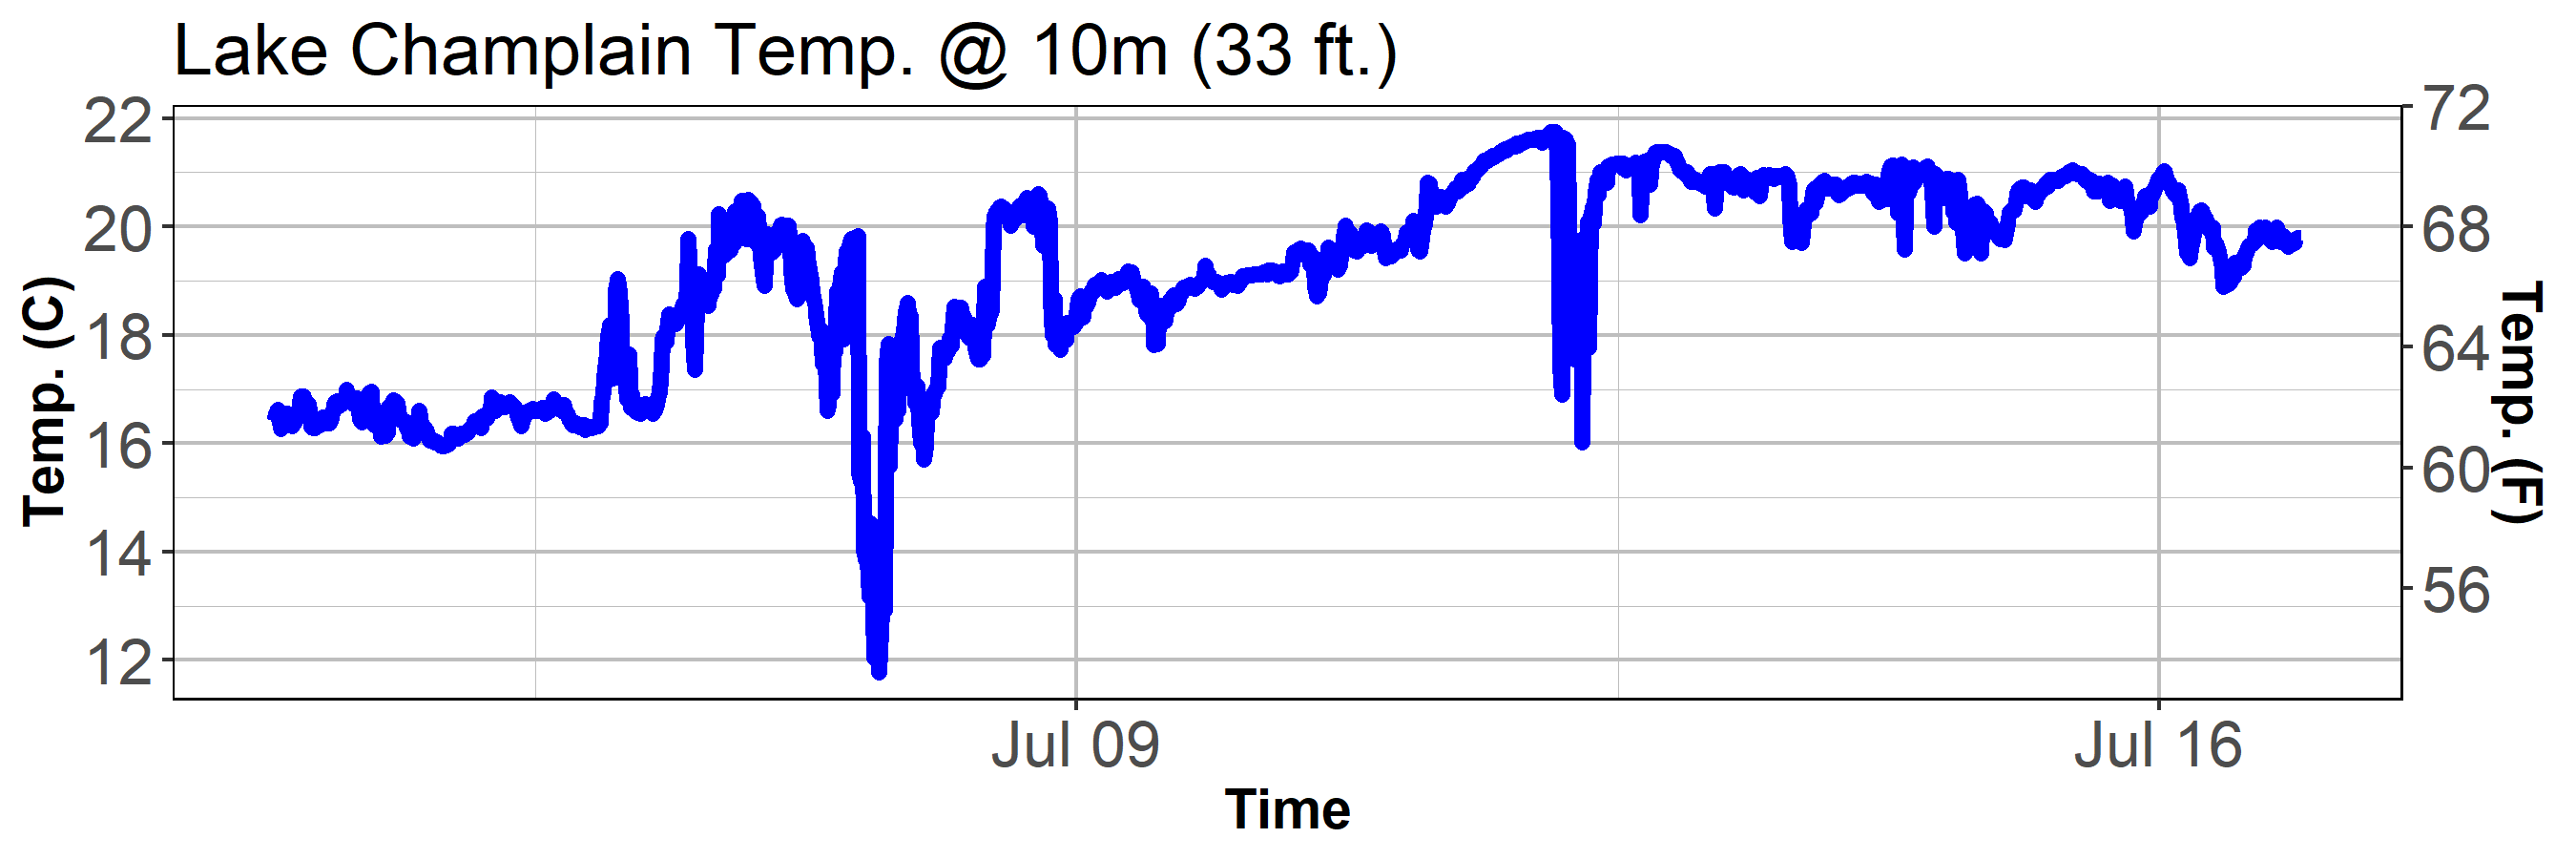 Lake Champlain Temp. @ 10m (33 ft.)
22
20
18
16
14
12
Temp. (C)
72
68
64
60
56
Temp. (F)
Jul 09
Jul 16
Time